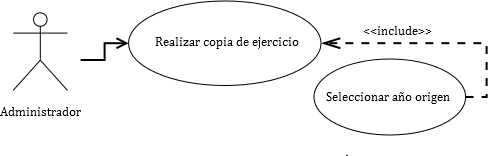 <<include>>
Realizar copia de ejercicio
Seleccionar año origen
Administrador